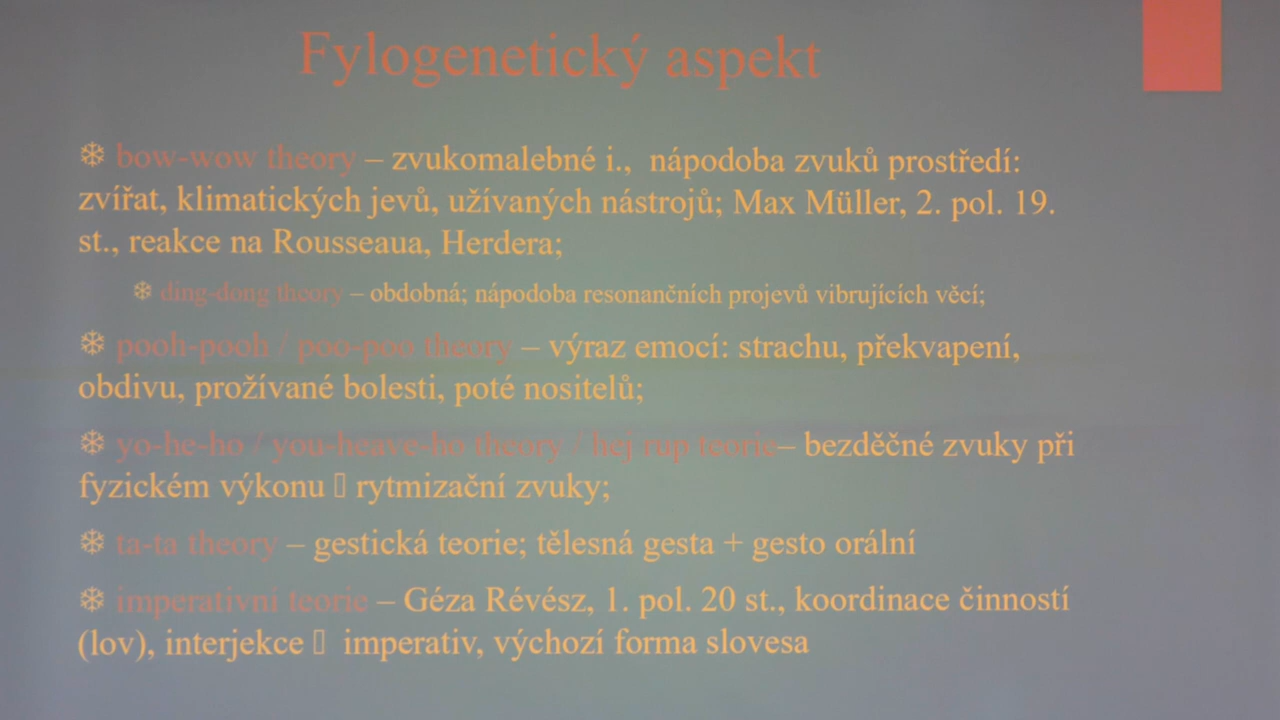 Fylogenetický aspekt
❄ bow-wow theory – zvukomalebné i., nápodoba zvuků prostředí:
zvířat, klimatických jevů, užívaných nástrojů; Max Müller, 2. pol. 19.
st., reakce na Rousseaua, Herdera;
❄ ding-dong theory – obdobná; nápodoba resonančních projevů vibrujících věcí;
❄ pooh-pooh / poo-poo theory – výraz emocí: strachu, překvapení,
obdivu, prožívané bolesti, poté nositelů;
❄ yo-he-ho / you-heave-ho theory / hej rup teorie– bezděčné zvuky při
fyzickém výkonu ▯ rytmizační zvuky;
❄ ta-ta theory – gestická teorie; tělesná gesta + gesto orální
❄ imperativní teorie – Géza Révész, 1. pol. 20 st., koordinace činností
(lov), interjekce ▯ imperativ, výchozí forma slovesa